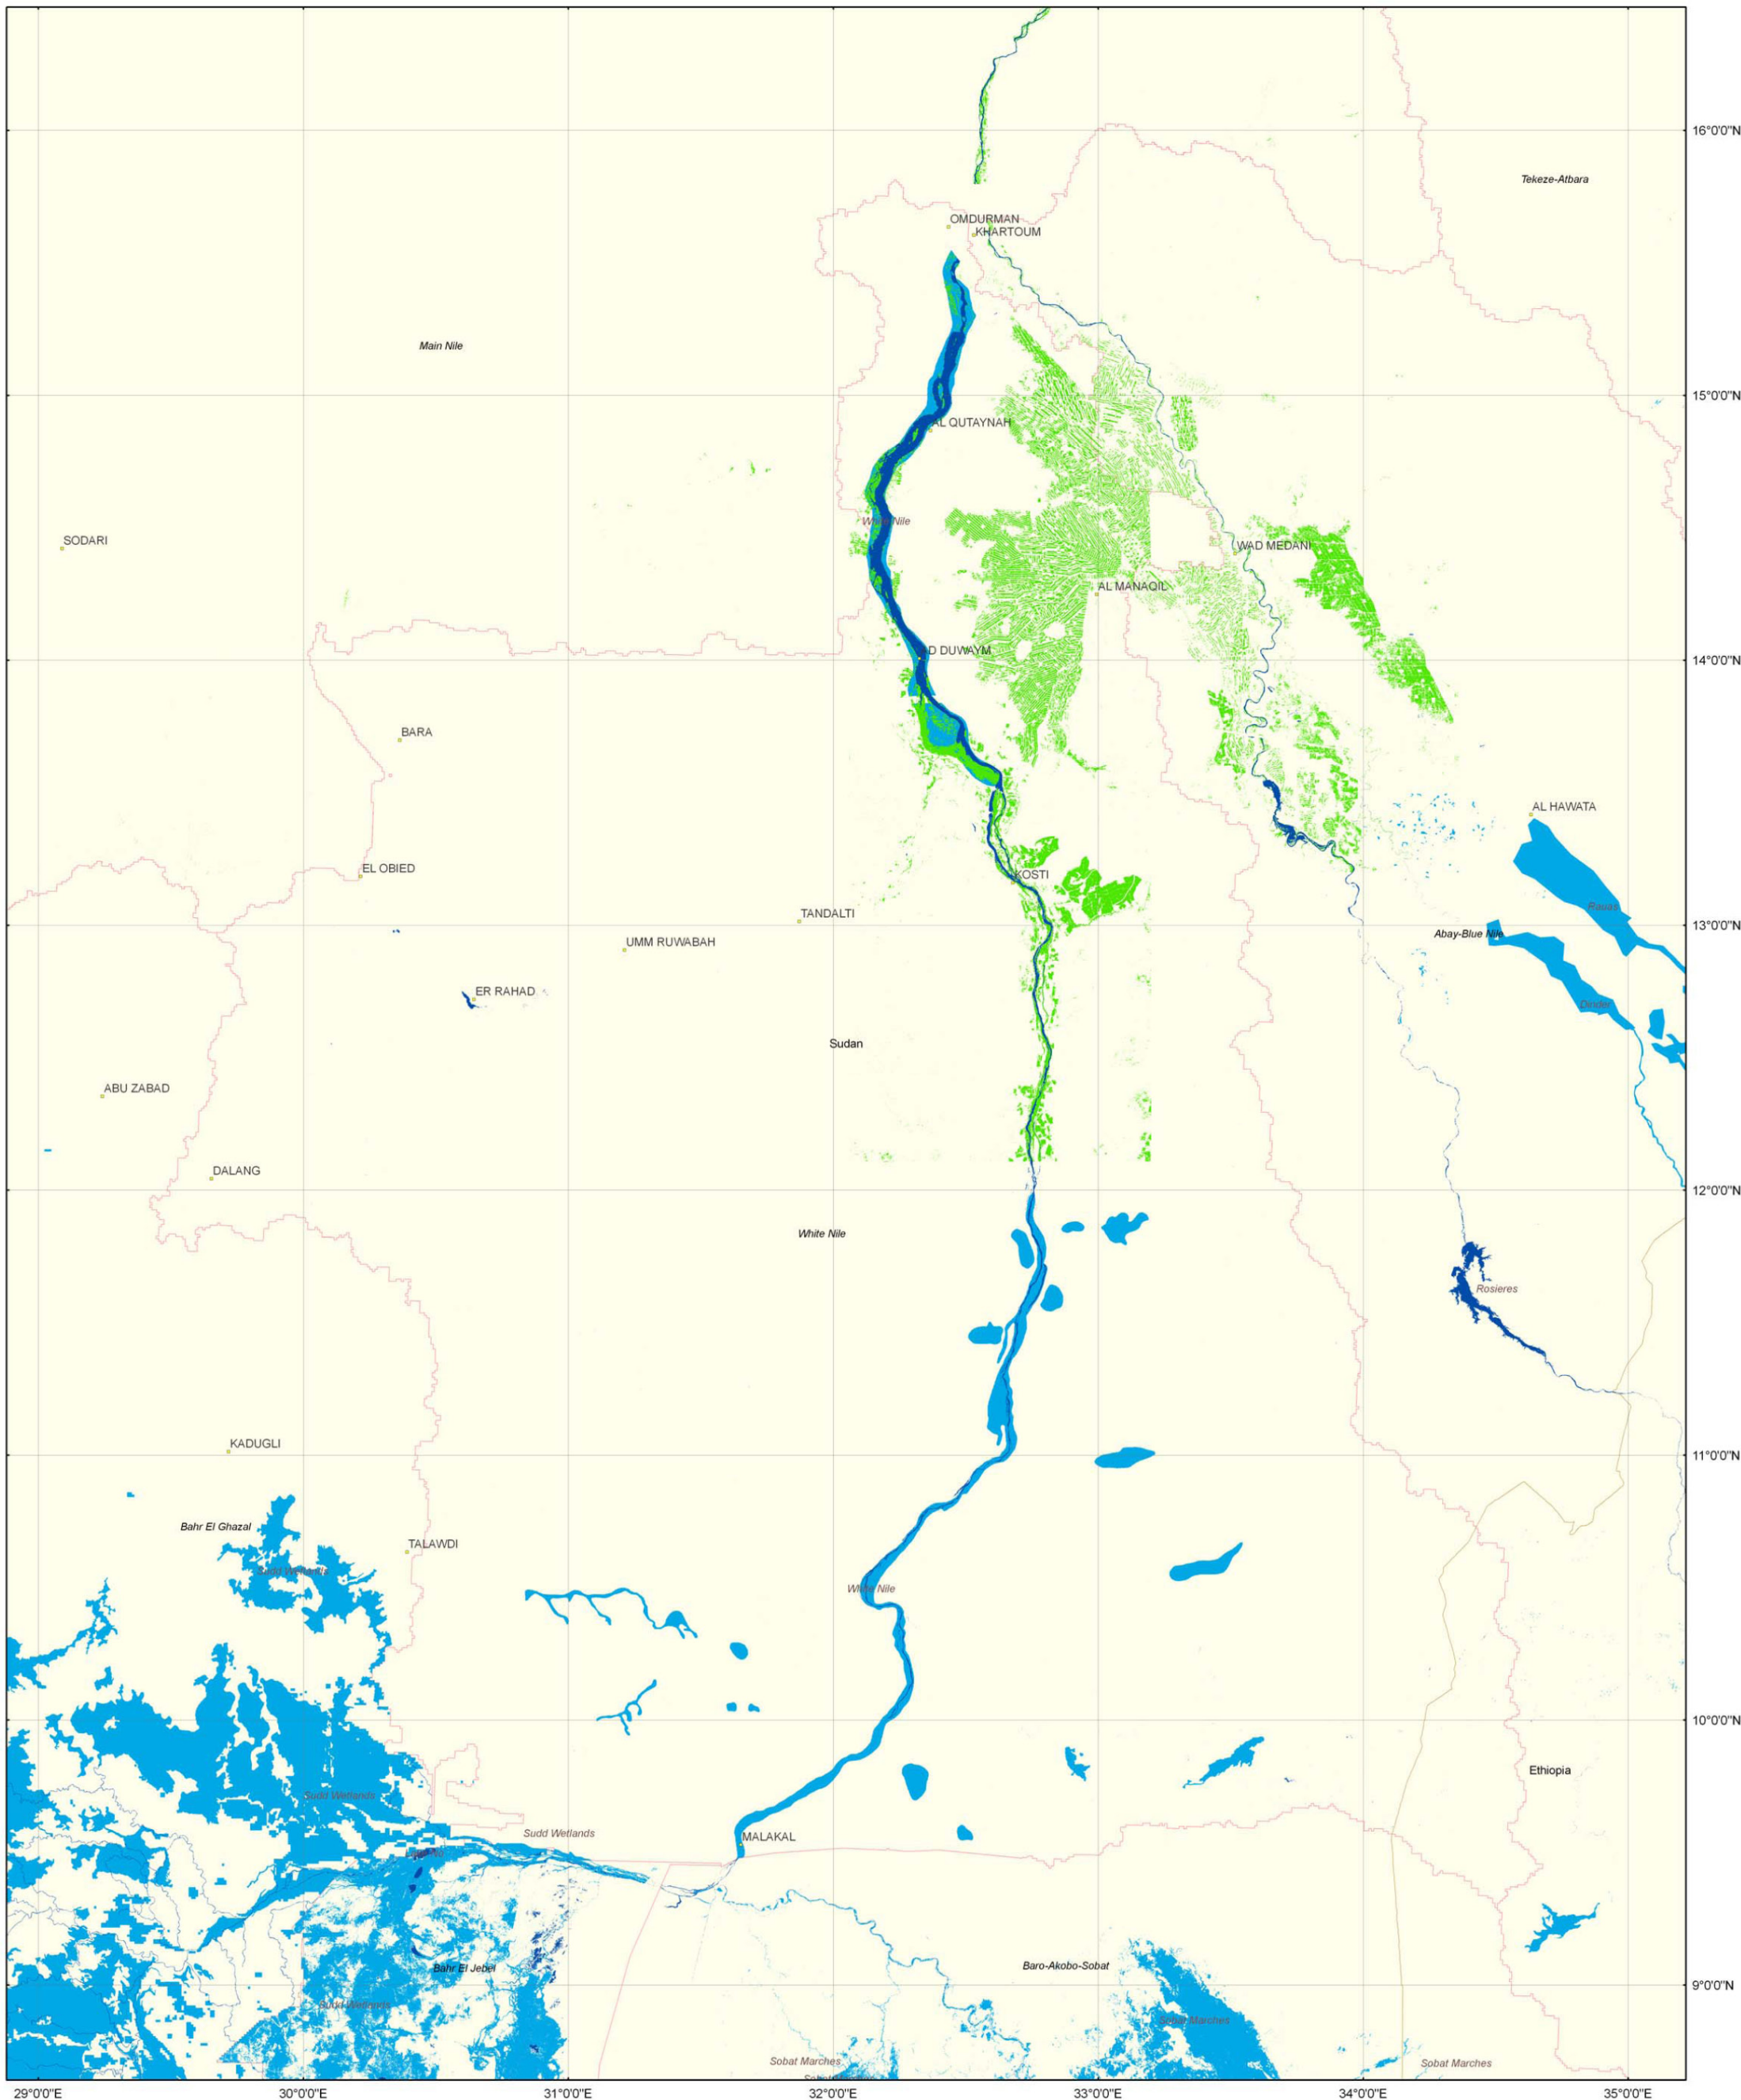 16°0'0"N
Tekeze-Atbara
OMDURMAN
KHARTOUM
Main Nile
15°0'0"N
AL QUTAYNAH
White Nile
SODARI
WAD MEDANI
AL MANAQIL
D DUWAYM
14°0'0"N
BARA
AL HAWATA
EL OBIED
KOSTI
Rahas
TANDALTI
13°0'0"N
Abay-Blue Nile
UMM RUWABAH
ER RAHAD
Dinder
Sudan
ABU ZABAD
DALANG
12°0'0"N
White Nile
Rosieres
KADUGLI
11°0'0"N
Bahr El Ghazal
TALAWDI
Sudd Wetlands
White Nile
10°0'0"N
Ethiopia
Sudd Wetlands
Sudd Wetlands
MALAKAL
Baro-Akobo-Sobat
Bahr El Jebel
9°0'0"N
Sudd Wetlands
Sobat Marches
Sobat Marches
Sobat Marches
29°0'0"E
30°0'0"E
31°0'0"E
32°0'0"E
33°0'0"E
34°0'0"E
35°0'0"E